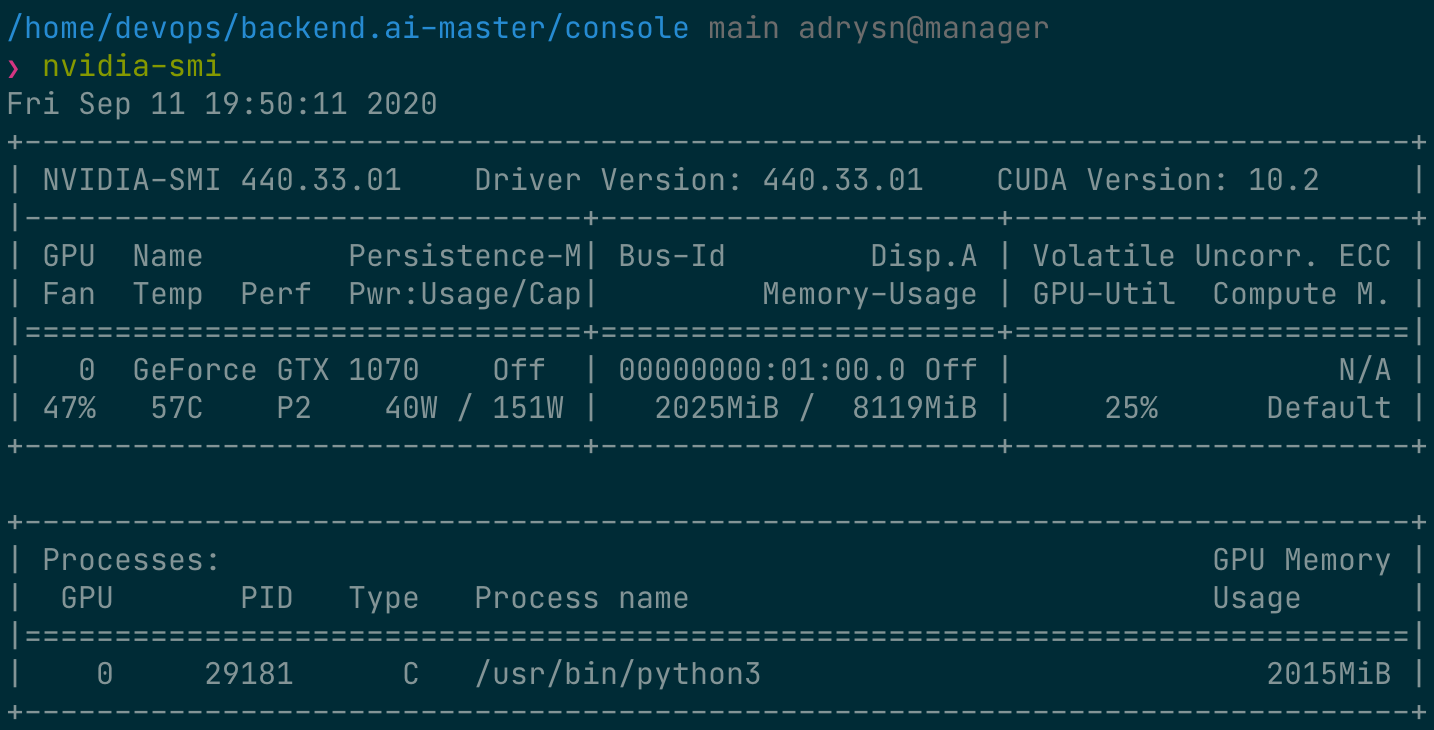 /home/devops/backend.ai-master/console main adrysn@manager
❯ nvidia-smi
Fri Sep 11 19:50:11 2020
+-----------------------------------------------------------------------------+
| NVIDIA-SMI 440.33.01    Driver Version: 440.33.01    CUDA Version: 10.2     |
|-------------------------------+----------------------+----------------------+
| GPU  Name        Persistence-M| Bus-Id        Disp.A | Volatile Uncorr. ECC |
| Fan  Temp  Perf  Pwr:Usage/Cap|         Memory-Usage | GPU-Util  Compute M. |
|===============================+======================+======================|
|   0  GeForce GTX 1070    Off  | 00000000:01:00.0 Off |                  N/A |
| 47%   57C    P2    40W / 151W |   2025MiB /  8119MiB |     25%      Default |
+-------------------------------+----------------------+----------------------+

+-----------------------------------------------------------------------------+
| Processes:                                                       GPU Memory |
|  GPU       PID   Type   Process name                             Usage      |
|=============================================================================|
|    0     29181      C   /usr/bin/python3                            2015MiB |
+-----------------------------------------------------------------------------+